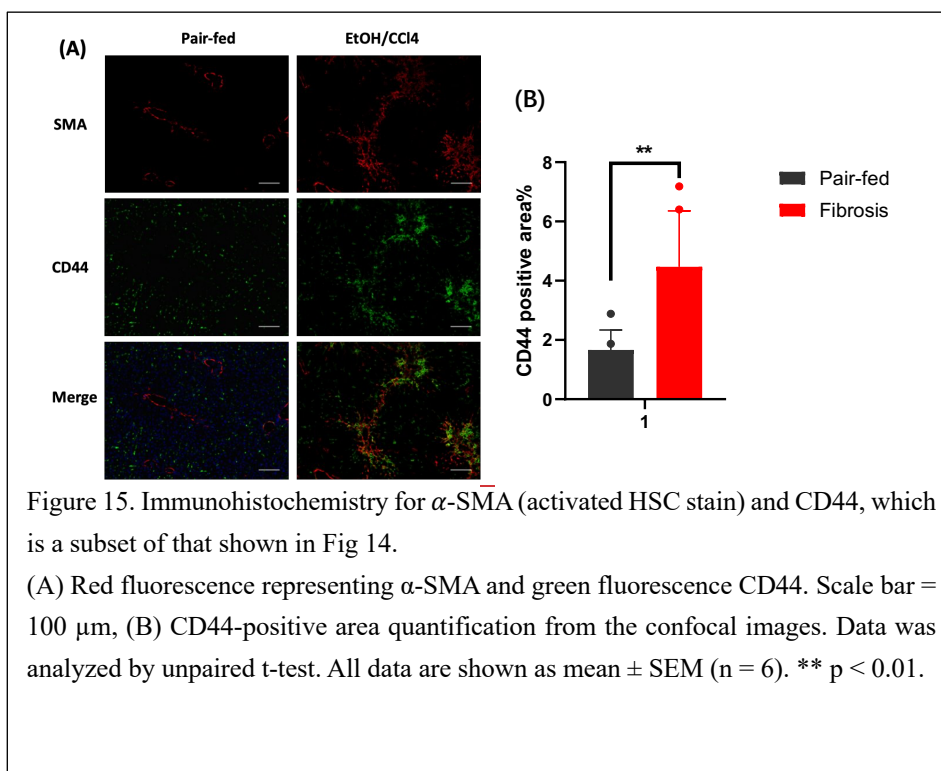 (A)
Pair-fed
EtOH/CCl4
SMA
CD44
Merge
(B)
**
CD44 positive area%
8
6
4
2
0
1
Pair-fed
Fibrosis
Figure 15. Immunohistochemistry for α-SMA (activated HSC stain) and CD44, which
is a subset of that shown in Fig 14.
(A) Red fluorescence representing α-SMA and green fluorescence CD44. Scale bar =
100 µm, (B) CD44-positive area quantification from the confocal images. Data was
analyzed by unpaired t-test. All data are shown as mean ± SEM (n = 6). ** p < 0.01.